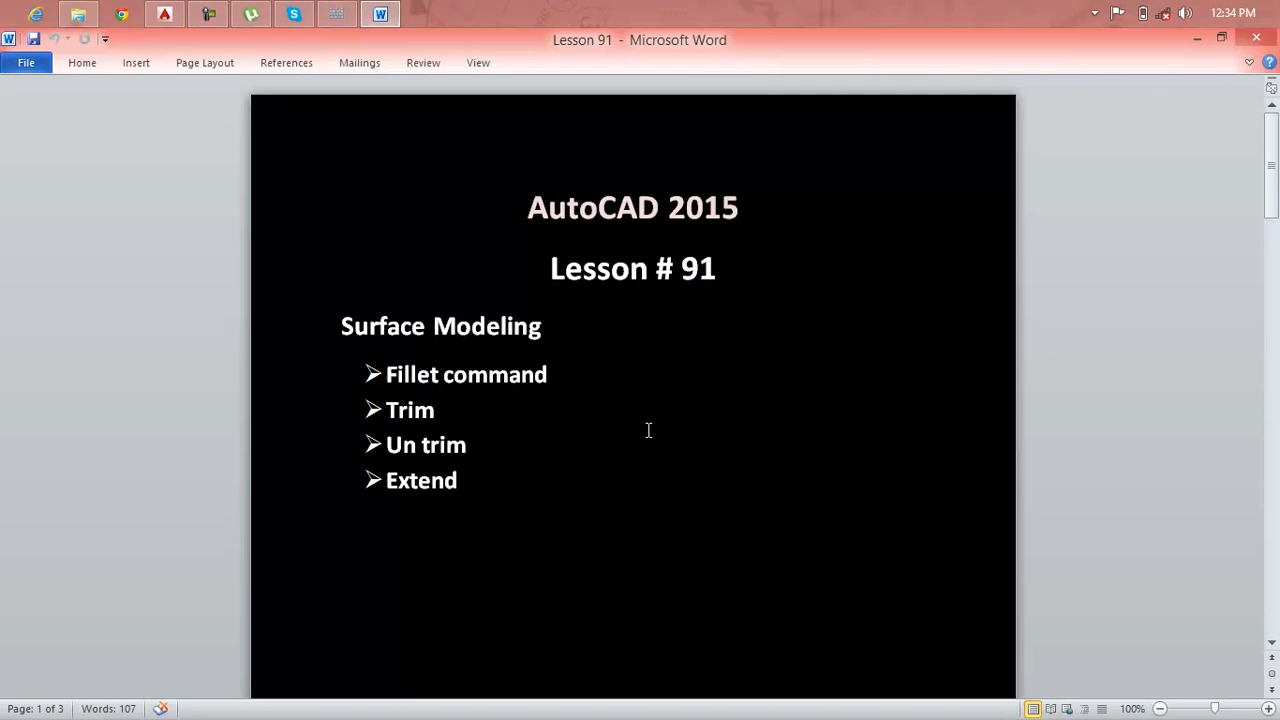 12:34 PM
Lesson 91 - Microsoft Word
File Home Insert Page Layout References Mailings Review View
AutoCAD 2015
Lesson # 91
Surface Modeling
Fillet command
Trim
Un trim
Extend
Page: 1 of 3 Words: 107 100%